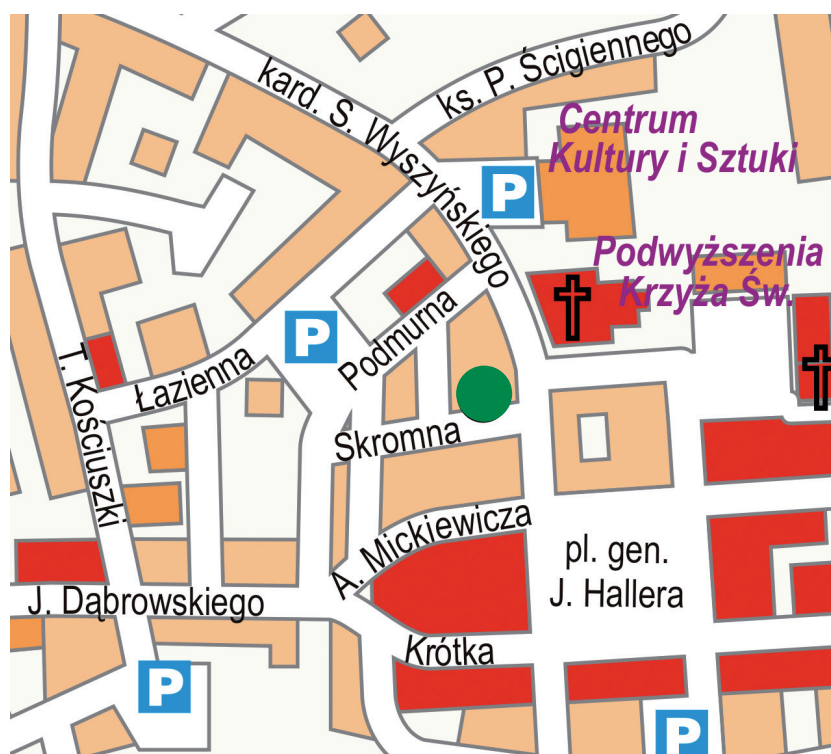 kard. S. Wyszyńskiego
ks. P. Ściegiennego
Centrum
Kultury i Sztuki
P
Podwyższenia
Krzyża Św.
P
Podmurna
Łazienna
T. Kościuszki
Skromna
A. Mickiewicza
pl. gen.
J. Hallera
J. Dąbrowskiego
Krótka
P
P